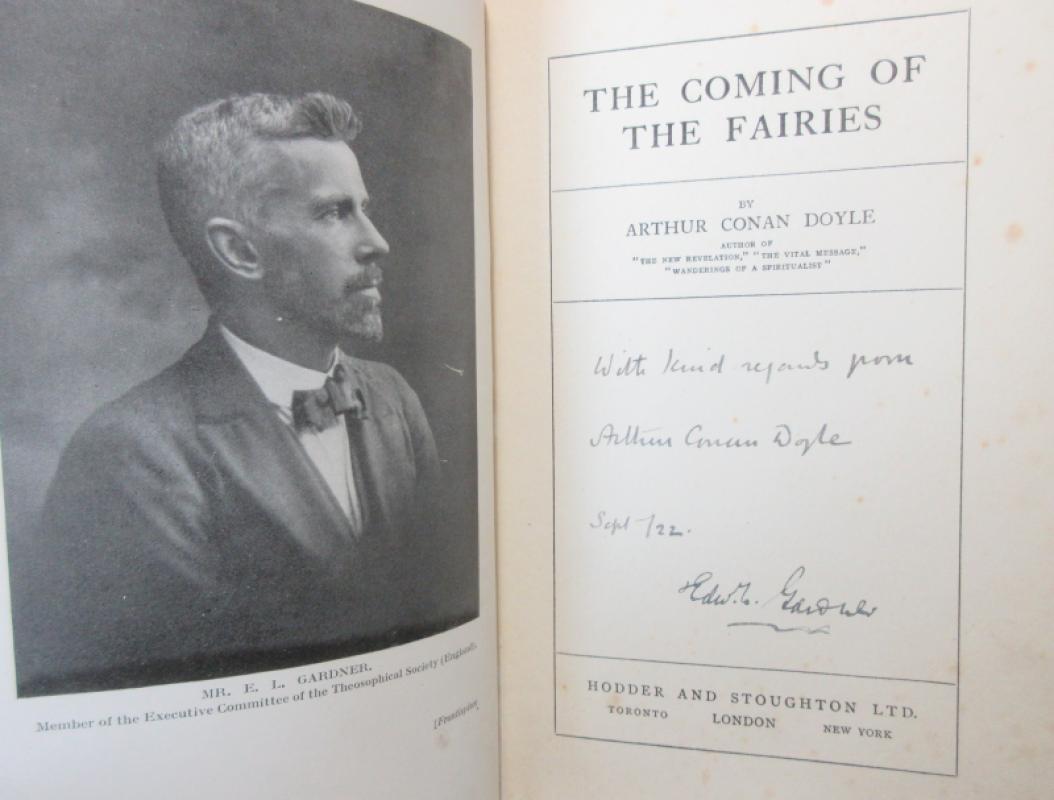 MR. E. L. GARDNER.
Member of the Executive Committee of the Theosophical Society (England).
[Frontispiece.
THE COMING OF
THE FAIRIES
BY
ARTHUR CONAN DOYLE
AUTHOR OF
"THE NEW REVELATION," "THE VITAL MESSAGE,"
"WANDERINGS OF A SPIRITUALIST"
With kind regards from
Arthur Conan Doyle
Sept /22.
Edw. L. Gardner
HODDER AND STOUGHTON LTD.
TORONTO LONDON NEW YORK